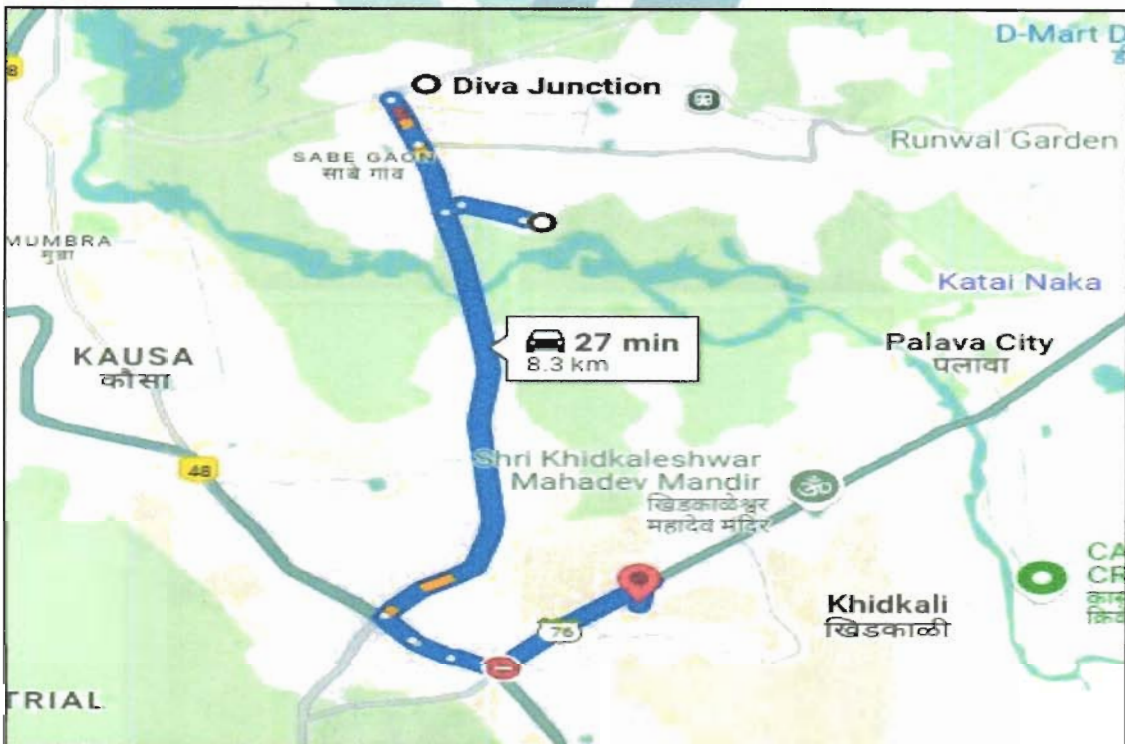 D-Mart D
8
Diva Junction
Runwal Garden
SABE GAON
साबे गाव
MUMBRA
मुंब्रा
Katai Naka
27 min
8.3 km
Palava City
पलावा
KAUSA
कौसा
48
Shri Khidkaleshwar
Mahadev Mandir
खिडकाळेश्वर
महादेव मंदिर
ॐ
CA
CR
76
Khidkali
खिडकाळी
TRIAL